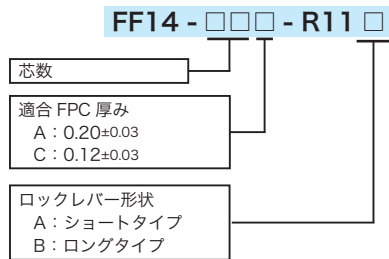 FF14 - □□□ - R11 □
芯数
適合 FPC 厚み
A：0.20±0.03
C：0.12±0.03
ロックレバー形状
A：ショートタイプ
B：ロングタイプ